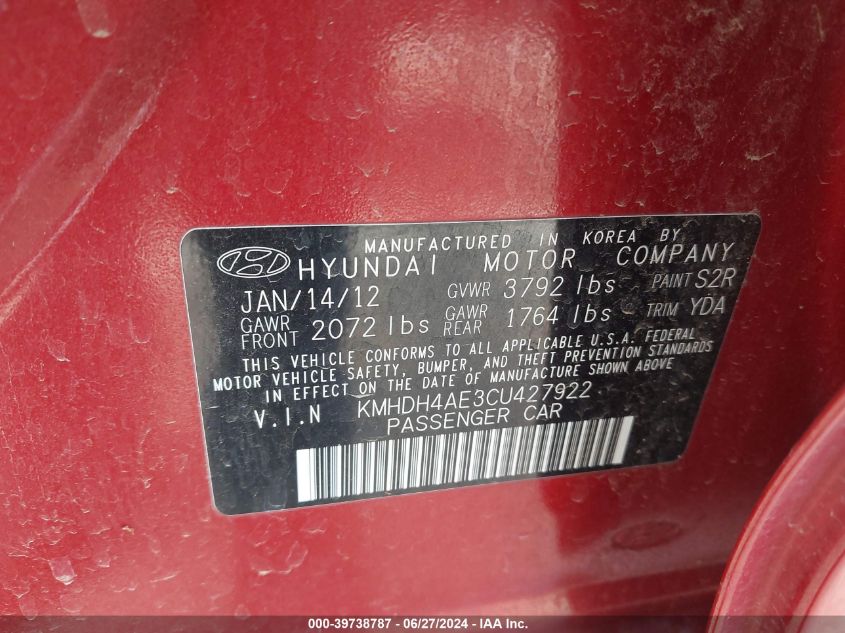 MANUFACTURED IN KOREA BY
HYUNDAI MOTOR COMPANY
JAN/14/12 GVWR 3792 lbs PAINT S2R
GAWR FRONT 2072 lbs GAWR REAR 1764 lbs TRIM YDA
THIS VEHICLE CONFORMS TO ALL APPLICABLE U.S.A. FEDERAL
MOTOR VEHICLE SAFETY, BUMPER, AND THEFT PREVENTION STANDARDS
IN EFFECT ON THE DATE OF MANUFACTURE SHOWN ABOVE
V.I.N KMHDH4AE3CU427922
PASSENGER CAR
000-39738787 - 06/27/2024 - IAA Inc.